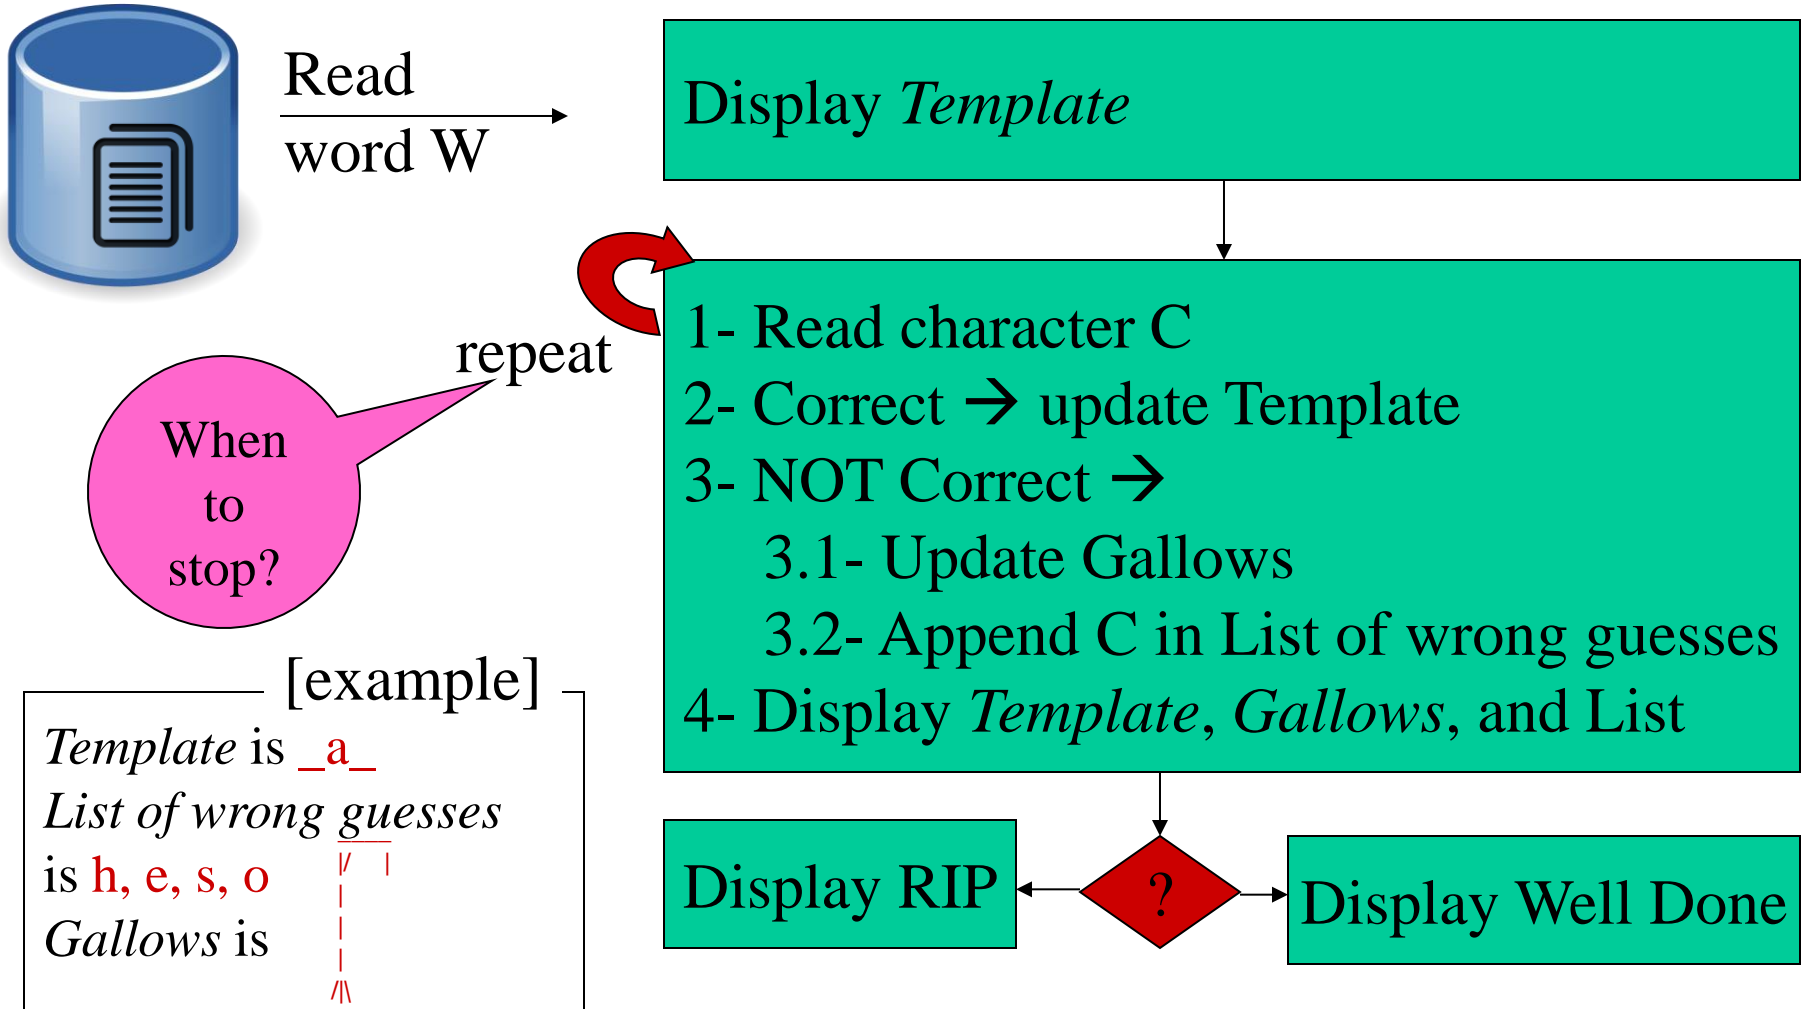 Read
word W
Display Template
repeat
When
to
stop?
1- Read character C
2- Correct → update Template
3- NOT Correct →
3.1- Update Gallows
3.2- Append C in List of wrong guesses
4- Display Template, Gallows, and List
[example]
Template is _a_
List of wrong guesses
is h, e, s, o
Gallows is
____
|/   |
|
|
|
/|\
Display RIP
?
Display Well Done